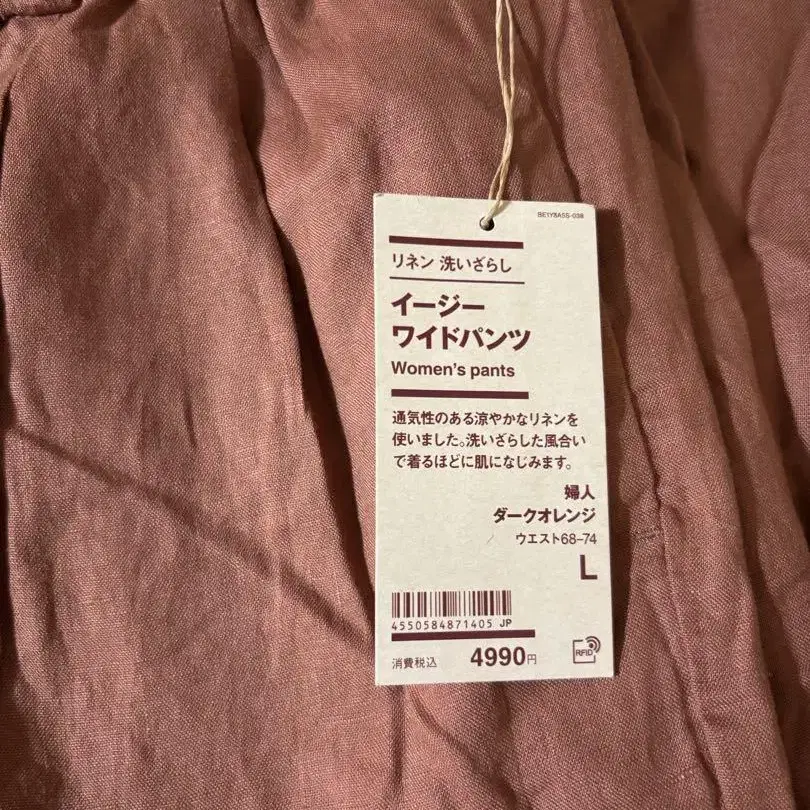 BE1Y8A5S-038
リネン 洗いざらし
イージー
ワイドパンツ
Women's pants
通気性のある涼やかなリネンを
使いました。洗いざらした風合い
で着るほどに肌になじみます。
婦人
ダークオレンジ
ウエスト68-74
L
4550584871405 JP
消費税込 4990円
RFID